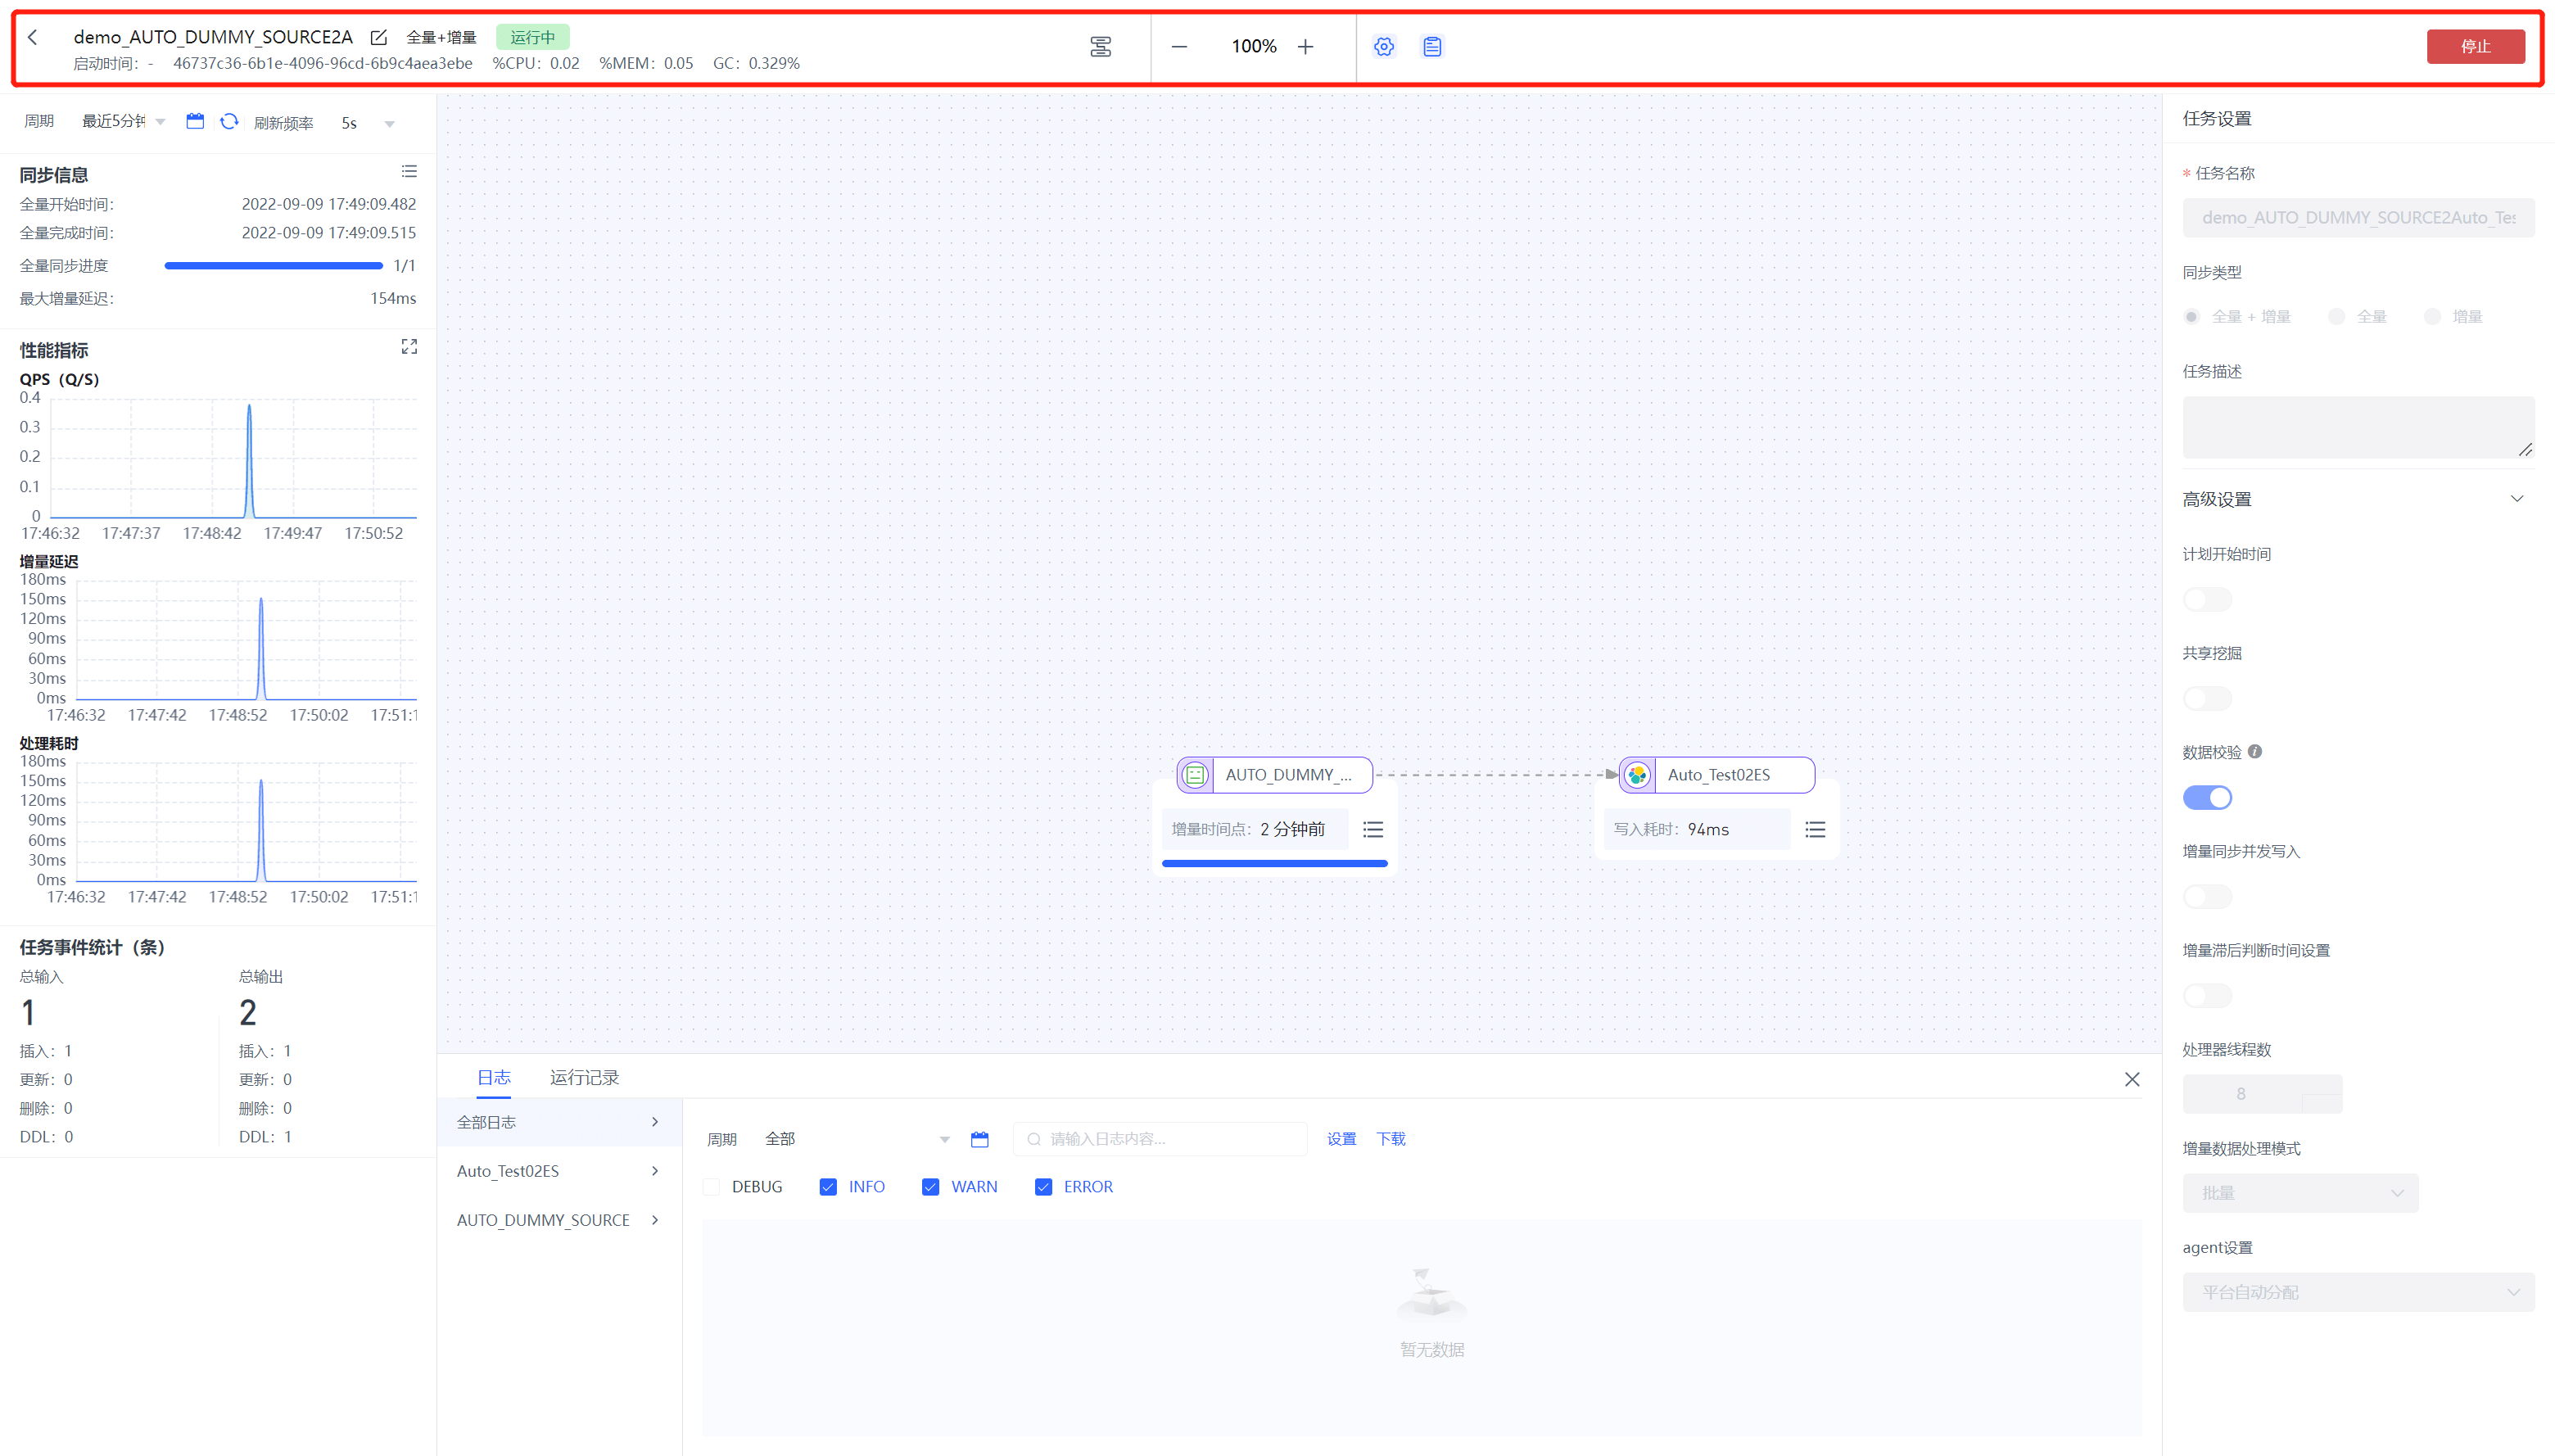 demo_AUTO_DUMMY_SOURCE2A 全量+增量 运行中
启动时间： - 46737c36-6b1e-4096-96cd-6b9c4aea3ebe %CPU：0.02 %MEM：0.05 GC：0.329%
100%
停止
周期 最近5分钟 刷新频率 5s
同步信息
全量开始时间： 2022-09-09 17:49:09.482
全量完成时间： 2022-09-09 17:49:09.515
全量同步进度 1/1
最大增量延迟： 154ms
性能指标
QPS（Q/S）
0.4
0.3
0.2
0.1
0
17:46:32 17:47:37 17:48:42 17:49:47 17:50:52
增量延迟
180ms
150ms
120ms
90ms
60ms
30ms
0ms
17:46:32 17:47:42 17:48:52 17:50:02 17:51:1
处理耗时
180ms
150ms
120ms
90ms
60ms
30ms
0ms
17:46:32 17:47:42 17:48:52 17:50:02 17:51:1
任务事件统计（条）
总输入 总输出
1 2
插入：1 插入：1
更新：0 更新：0
删除：0 删除：0
DDL：0 DDL：1
AUTO_DUMMY_...
增量时间点：2 分钟前
Auto_Test02ES
写入耗时：94ms
日志 运行记录
全部日志
Auto_Test02ES
AUTO_DUMMY_SOURCE
周期 全部 请输入日志内容... 设置 下载
DEBUG INFO WARN ERROR
暂无数据
任务设置
* 任务名称
demo_AUTO_DUMMY_SOURCE2Auto_Tes
同步类型
全量 + 增量 全量 增量
任务描述
高级设置
计划开始时间
共享挖掘
数据校验
增量同步并发写入
增量滞后判断时间设置
处理器线程数
8
增量数据处理模式
批量
agent设置
平台自动分配